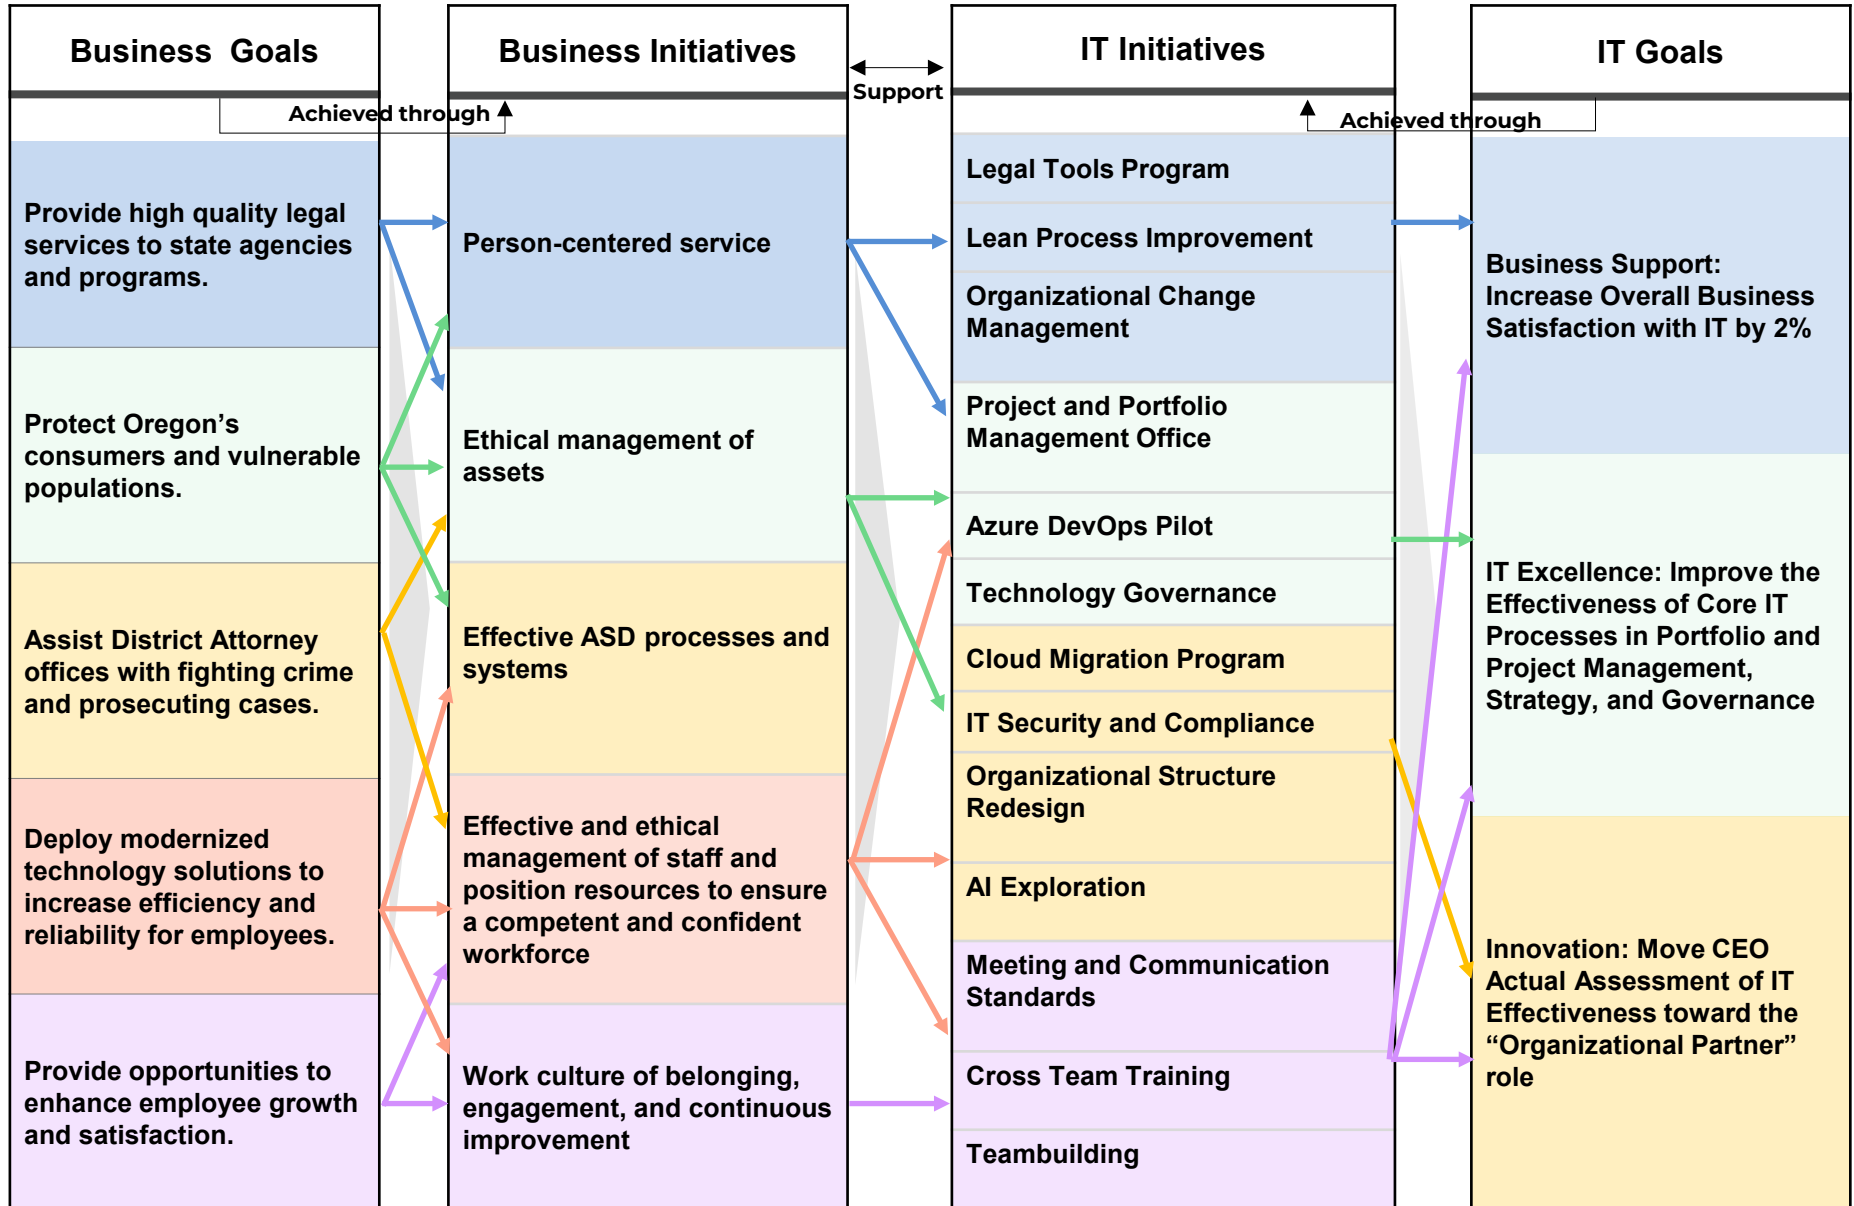 Business  Goals
Achieved through
Provide high quality legal
services to state agencies
and programs.
Protect Oregon’s
consumers and vulnerable
populations.
Assist District Attorney
offices with fighting crime
and prosecuting cases.
Deploy modernized
technology solutions to
increase efficiency and
reliability for employees.
Provide opportunities to
enhance employee growth
and satisfaction.
Business Initiatives
Support
Person-centered service
Ethical management of
assets
Effective ASD processes and
systems
Effective and ethical
management of staff and
position resources to ensure
a competent and confident
workforce
Work culture of belonging,
engagement, and continuous
improvement
IT Initiatives
Achieved through
Legal Tools Program
Lean Process Improvement
Organizational Change
Management
Project and Portfolio
Management Office
Azure DevOps Pilot
Technology Governance
Cloud Migration Program
IT Security and Compliance
Organizational Structure
Redesign
AI Exploration
Meeting and Communication
Standards
Cross Team Training
Teambuilding
IT Goals
Business Support:
Increase Overall Business
Satisfaction with IT by 2%
IT Excellence: Improve the
Effectiveness of Core IT
Processes in Portfolio and
Project Management,
Strategy, and Governance
Innovation: Move CEO
Actual Assessment of IT
Effectiveness toward the
“Organizational Partner”
role